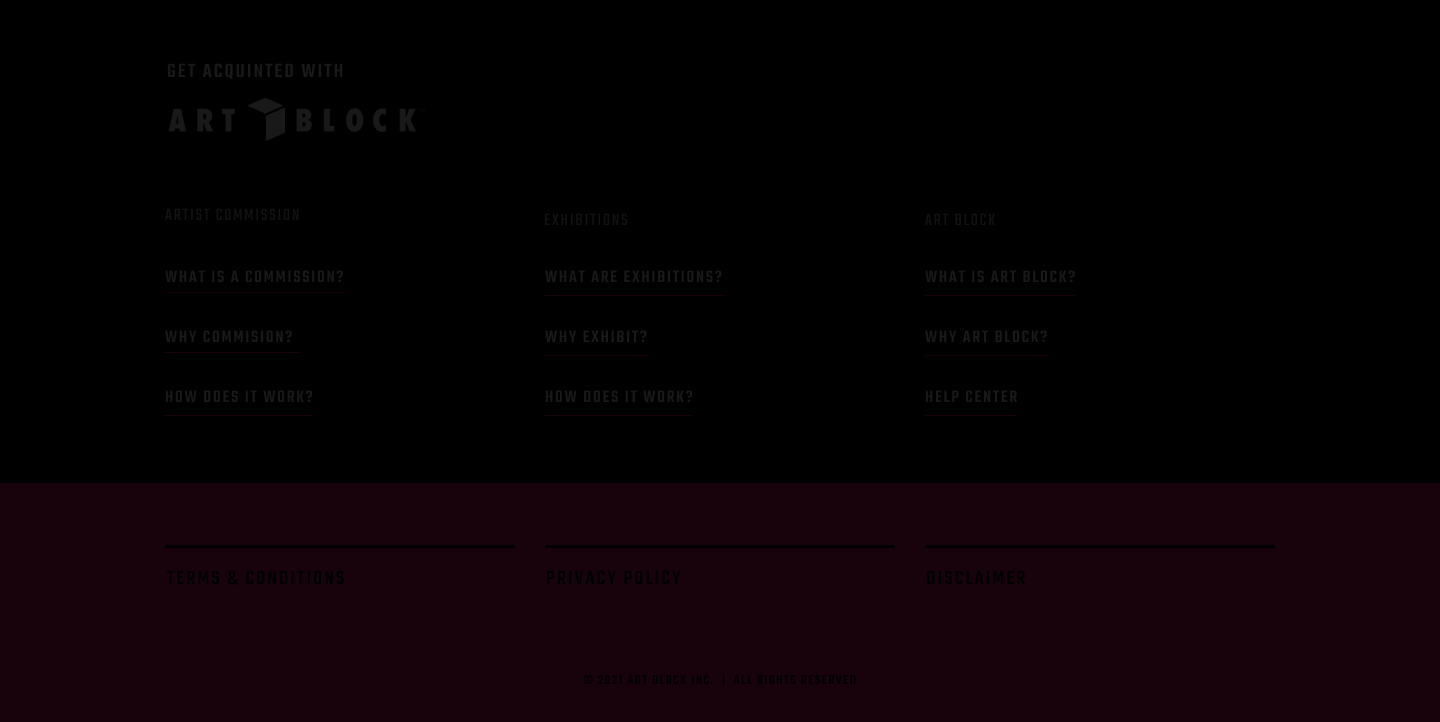 GET ACQUINTED WITH
ART BLOCK
ARTIST COMMISSION
WHAT IS A COMMISSION?
WHY COMMISION?
HOW DOES IT WORK?
EXHIBITIONS
WHAT ARE EXHIBITIONS?
WHY EXHIBIT?
HOW DOES IT WORK?
ART BLOCK
WHAT IS ART BLOCK?
WHY ART BLOCK?
HELP CENTER
TERMS & CONDITIONS
PRIVACY POLICY
DISCLAIMER
© 2021 ART BLOCK INC. | ALL RIGHTS RESERVED